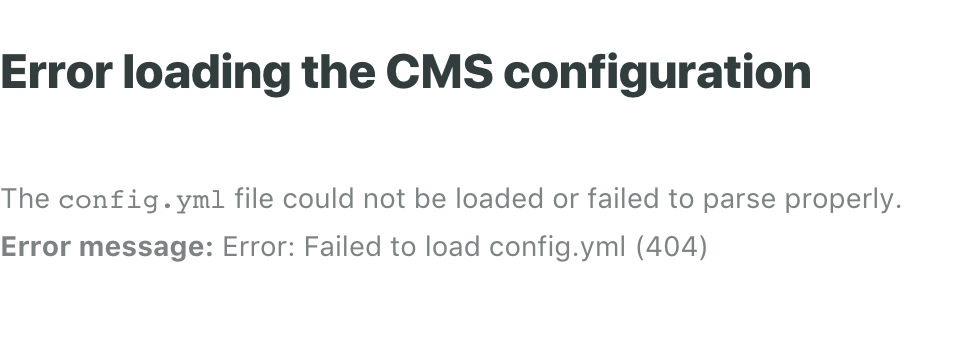 Error loading the CMS configuration
The config.yml file could not be loaded or failed to parse properly.
Error message: Error: Failed to load config.yml (404)